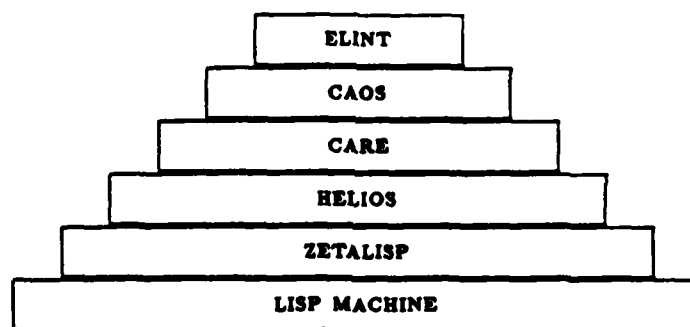 ELINT
CAOS
CARE
HELIOS
ZETALISP
LISP MACHINE